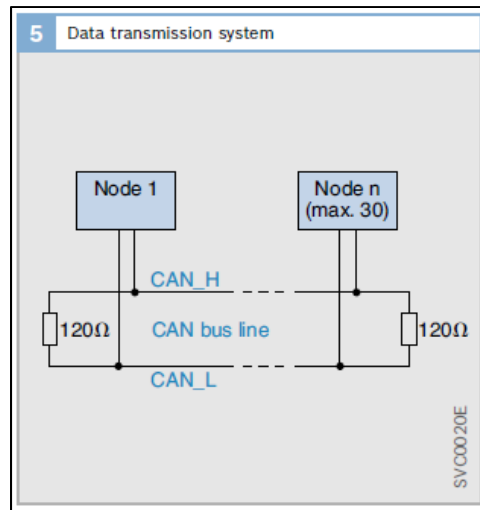 5 Data transmission system
Node 1
Node n
(max. 30)
CAN_H
120Ω
CAN bus line
120Ω
CAN_L
SVC0020E